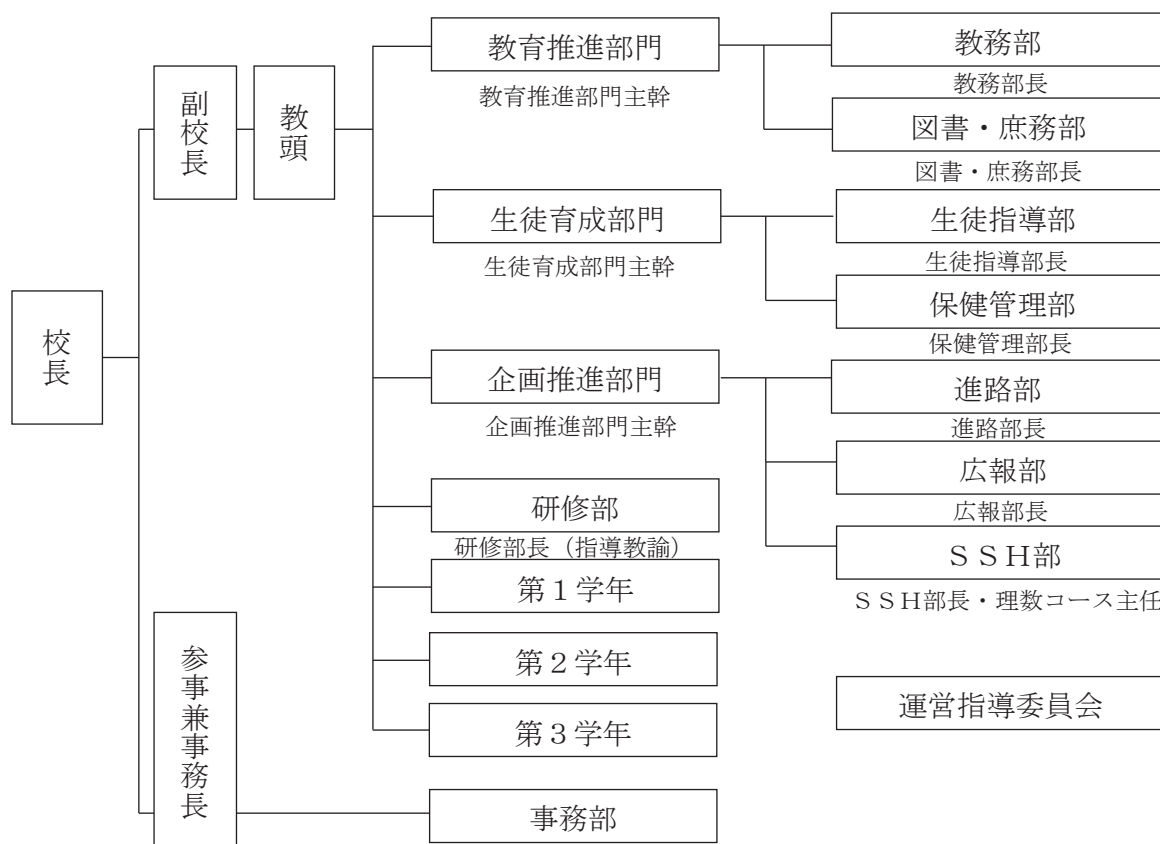 校長
副校長
教頭
教育推進部門
教育推進部門主幹
教務部
教務部長
図書・庶務部
図書・庶務部長
生徒育成部門
生徒育成部門主幹
生徒指導部
生徒指導部長
保健管理部
保健管理部長
企画推進部門
企画推進部門主幹
進路部
進路部長
広報部
広報部長
ＳＳＨ部
ＳＳＨ部長・理数コース主任
研修部
研修部長（指導教諭）
第１学年
第２学年
第３学年
運営指導委員会
参事兼事務長
事務部